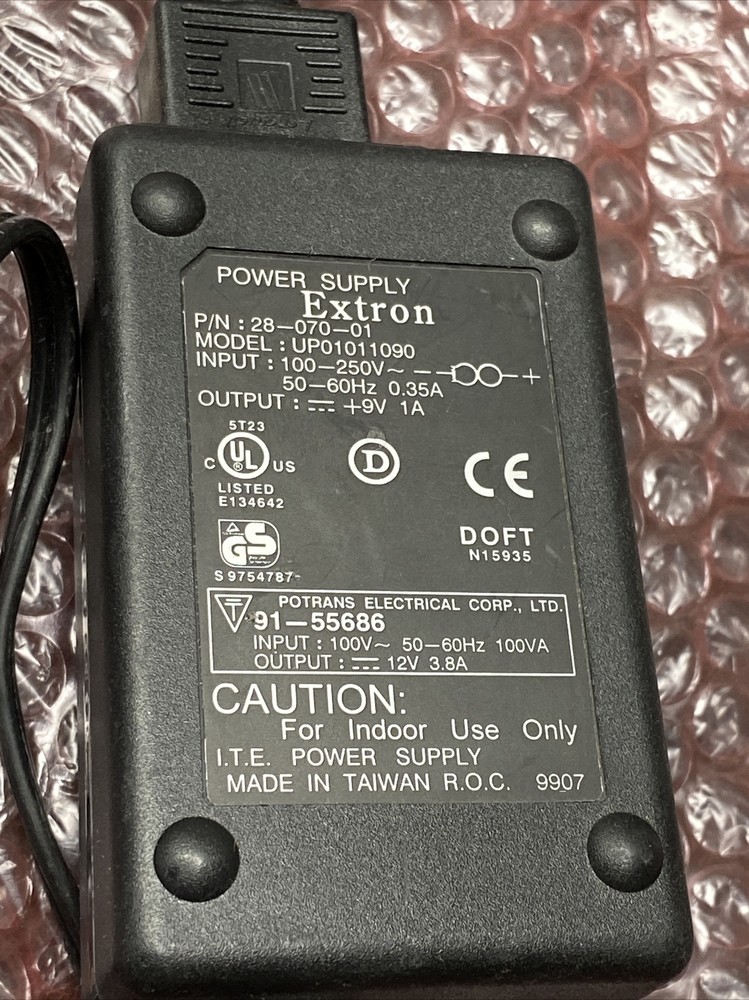 POWER SUPPLY
Extron
P/N : 28-070-01
MODEL : UP01011090
INPUT : 100-250V~ - +
50-60Hz 0.35A
OUTPUT : ⎓ +9V 1A
5T23
C UL ® US
LISTED
E134642
D
CE
DOFT
N15935
GS
S 9754787-
T
POTRANS ELECTRICAL CORP., LTD.
91-55686
INPUT : 100V~ 50-60Hz 100VA
OUTPUT : ⎓ 12V 3.8A
CAUTION:
For Indoor Use Only
I.T.E. POWER SUPPLY
MADE IN TAIWAN R.O.C. 9907